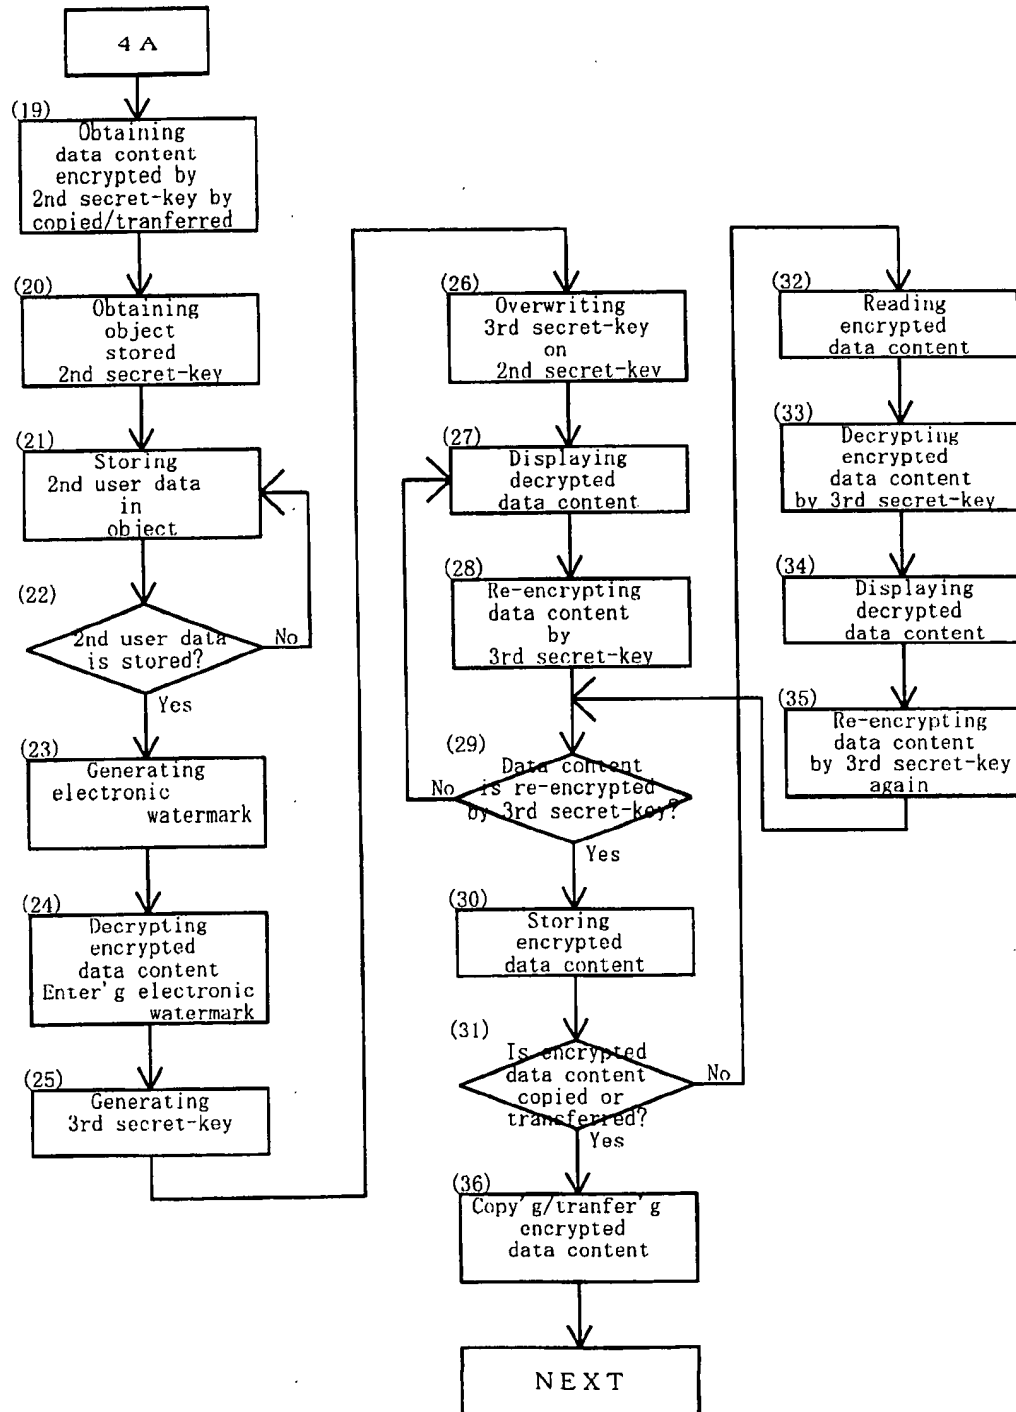 4A
(19)
Obtaining
data content
encrypted by
2nd secret-key by
copied/tranferred
(20)
Obtaining
object
stored
2nd secret-key
(21)
Storing
2nd user data
in
object
(22)
2nd user data
is stored?
No
Yes
(23)
Generating
electronic
watermark
(24)
Decrypting
encrypted
data content
Enter'g electronic
watermark
(25)
Generating
3rd secret-key
(26)
Overwriting
3rd secret-key
on
2nd secret-key
(27)
Displaying
decrypted
data content
(28)
Re-encrypting
data content
by
3rd secret-key
(29)
Data content
is re-encrypted
by 3rd secret-key?
No
Yes
(30)
Storing
encrypted
data content
(31)
Is encrypted
data content
copied or
transferred?
No
Yes
(32)
Reading
encrypted
data content
(33)
Decrypting
encrypted
data content
by 3rd secret-key
(34)
Displaying
decrypted
data content
(35)
Re-encrypting
data content
by 3rd secret-key
again
(36)
Copy'g/tranfer'g
encrypted
data content
NEXT